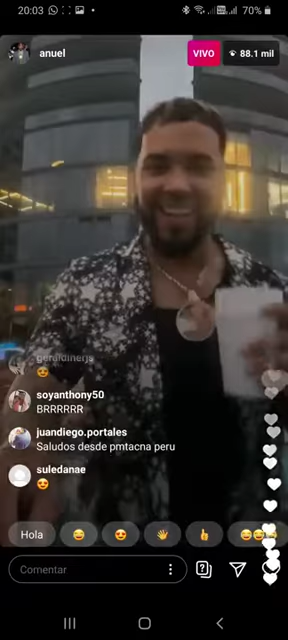 20:03
70%
anuel
VIVO
88.1 mil
geraldinerjs
soyanthony50
BRRRRRR
juandiego.portales
Saludos desde pmtacna peru
suledanae
Hola
Comentar